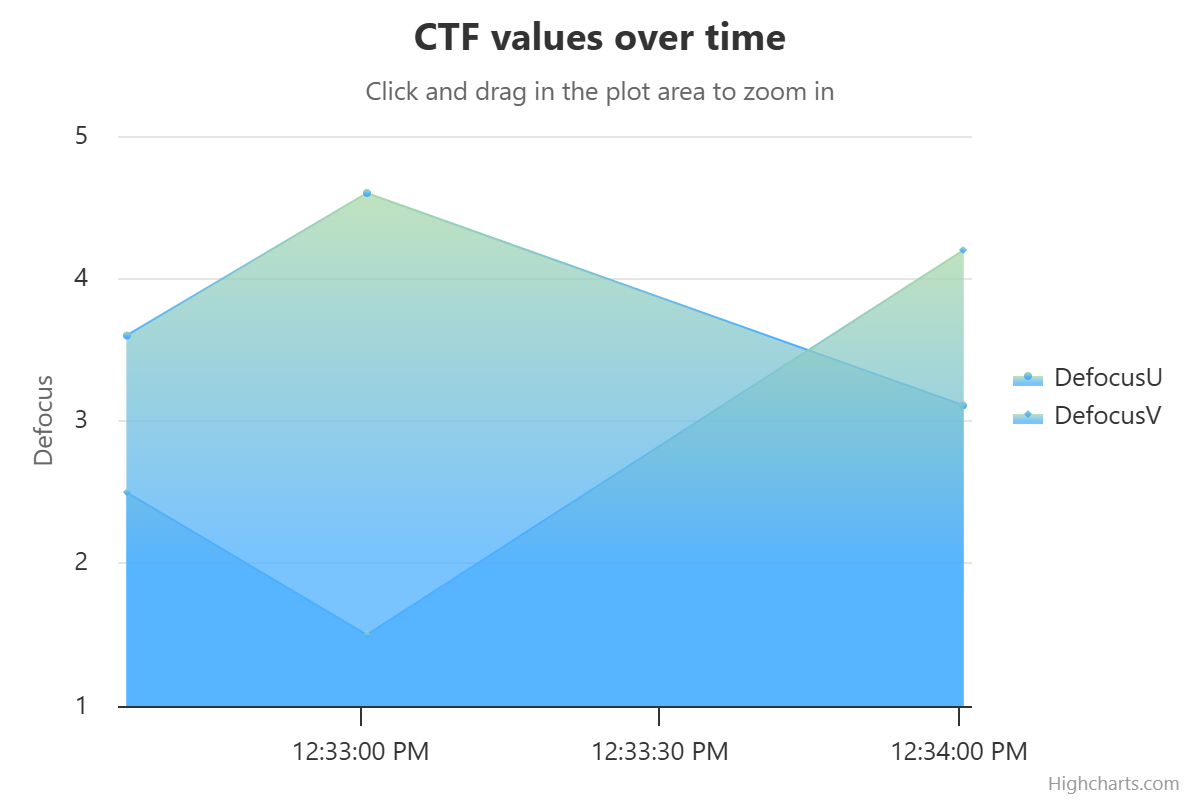 CTF values over time
Click and drag in the plot area to zoom in
5
4
3
2
1
Defocus
DefocusU
DefocusV
12:33:00 PM
12:33:30 PM
12:34:00 PM
Highcharts.com